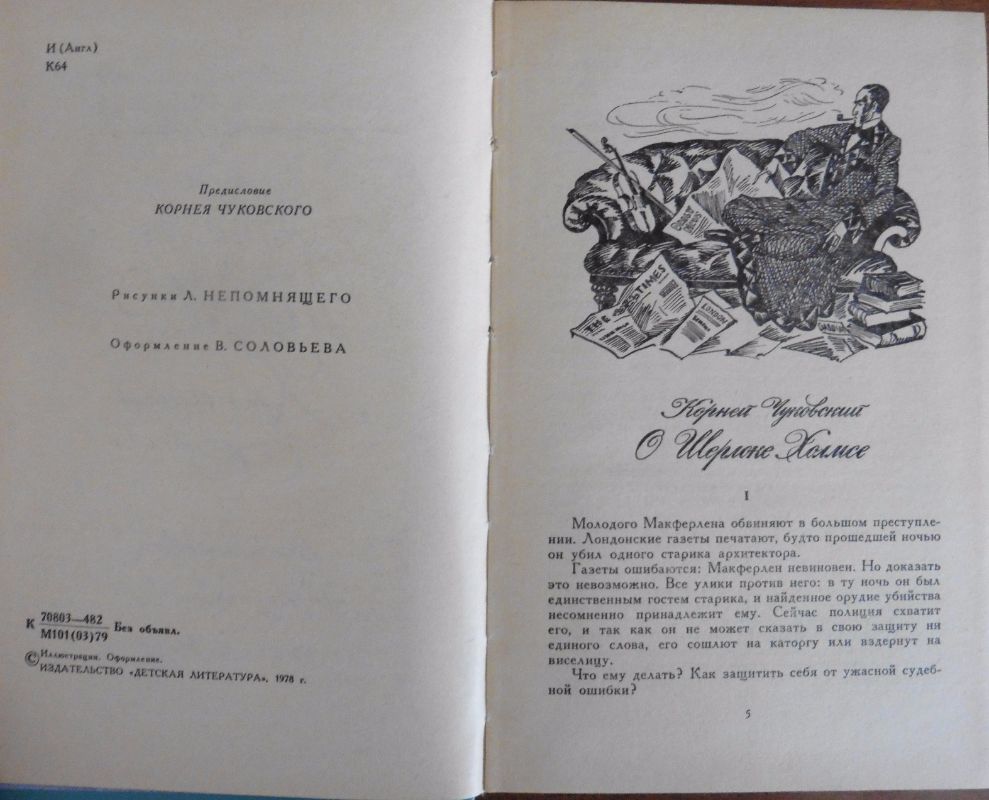 И (Англ)
К64
Предисловие
КОРНЕЯ ЧУКОВСКОГО
Рисунки Л. НЕПОМНЯЩЕГО
Оформление В. СОЛОВЬЕВА
К 70803—482
М101(03)79
Без объявл.
© Иллюстрации. Оформление.
ИЗДАТЕЛЬСТВО «ДЕТСКАЯ ЛИТЕРАТУРА», 1978 г.
THE TIMES
LONDON
Корней Чуковский
О Шерлоке Холмсе
I
Молодого Макферлена обвиняют в большом преступле-
нии. Лондонские газеты печатают, будто прошедшей ночью
он убил одного старика архитектора.
Газеты ошибаются: Макферлен невиновен. Но доказать
это невозможно. Все улики против него: в ту ночь он был
единственным гостем старика, и найденное орудие убийства
несомненно принадлежит ему. Сейчас полиция схватит
его, и так как он не может сказать в свою защиту ни
единого слова, его сошлют на каторгу или вздернут на
виселицу.
Что ему делать? Как защитить себя от ужасной судеб-
ной ошибки?
5